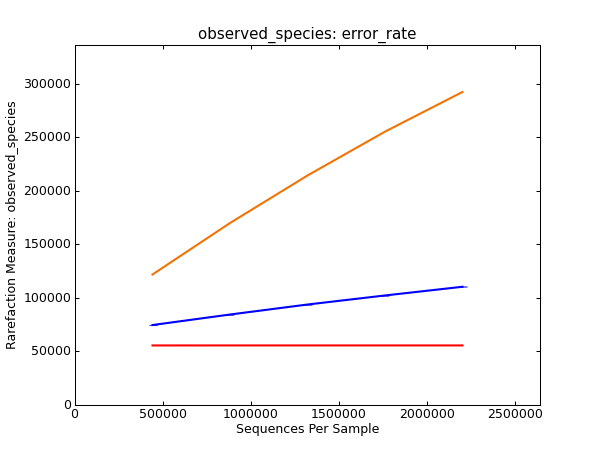 observed_species: error_rate
300000
250000
200000
150000
100000
50000
0
Rarefaction Measure: observed_species
0 500000 1000000 1500000 2000000 2500000
Sequences Per Sample